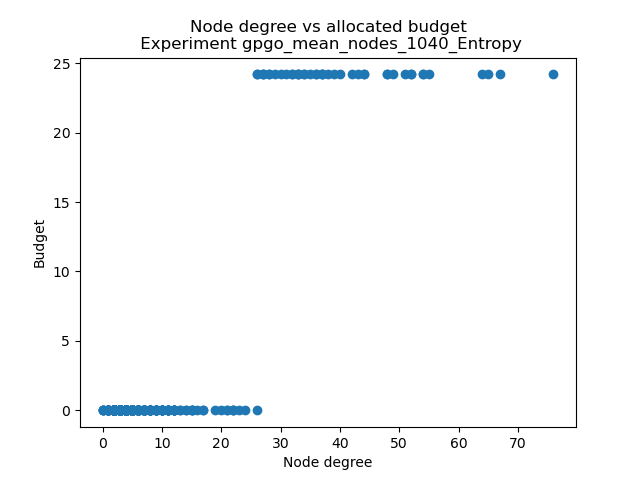 Node degree vs allocated budget
Experiment gpgo_mean_nodes_1040_Entropy
25
20
15
10
5
0
Budget
0 10 20 30 40 50 60 70
Node degree